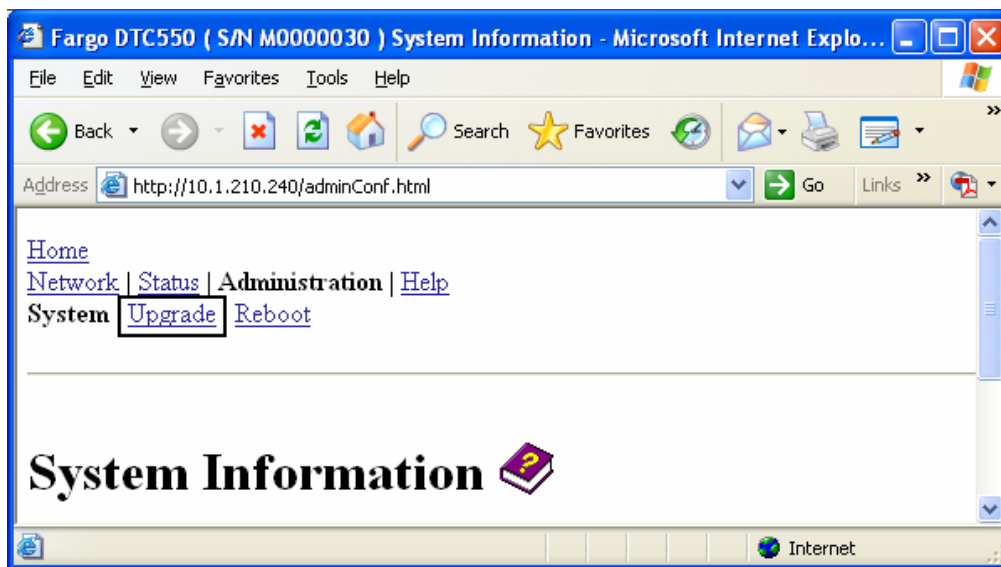 Fargo DTC550 ( S/N M0000030 ) System Information - Microsoft Internet Explo...
File Edit View Favorites Tools Help
Back Search Favorites
Address http://10.1.210.240/adminConf.html Go Links
Home
Network | Status | Administration | Help
System Upgrade Reboot
System Information
Internet